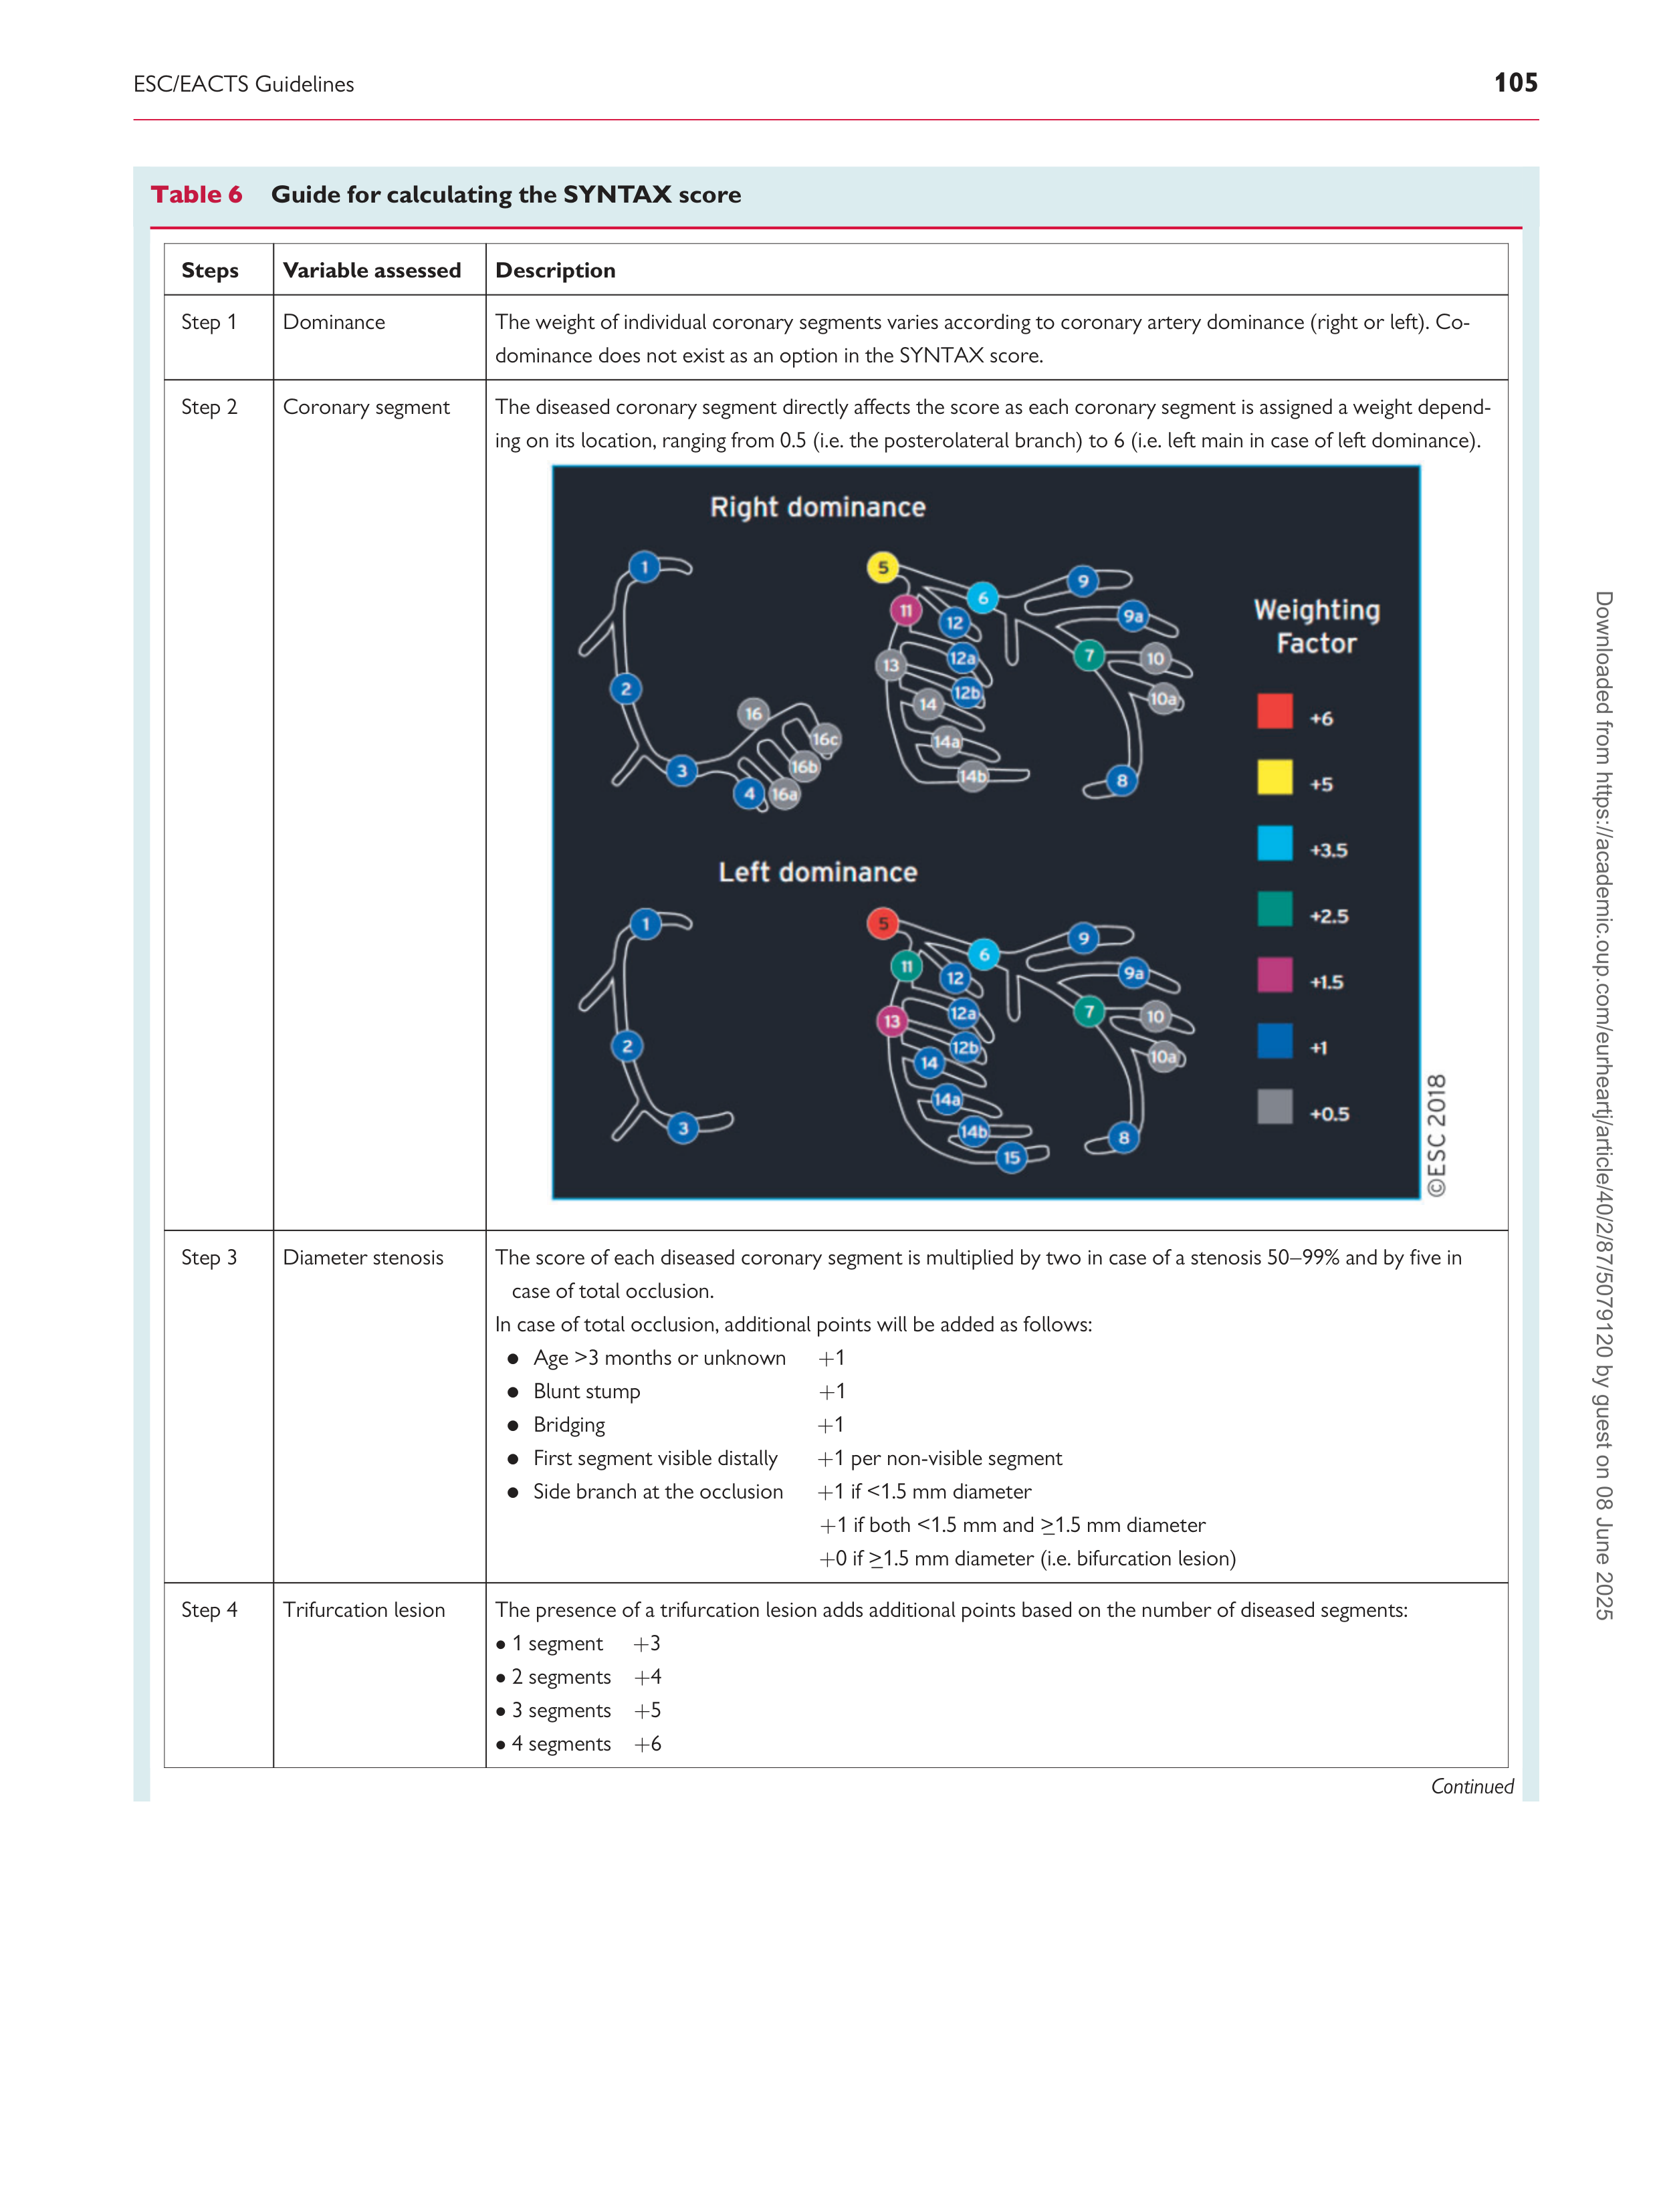 ESC/EACTS Guidelines 105
Table 6 Guide for calculating the SYNTAX score
Steps Variable assessed Description
Step 1 Dominance The weight of individual coronary segments varies according to coronary artery dominance (right or left). Co-
dominance does not exist as an option in the SYNTAX score.
Step 2 Coronary segment The diseased coronary segment directly affects the score as each coronary segment is assigned a weight depend-
ing on its location, ranging from 0.5 (i.e. the posterolateral branch) to 6 (i.e. left main in case of left dominance).
Right dominance
1
2
3
4
16
16a
16b
16c
5
6
7
8
9
9a
10
10a
11
12
12a
12b
13
14
14a
14b
Left dominance
1
2
3
5
6
7
8
9
9a
10
10a
11
12
12a
12b
13
14
14a
14b
15
Weighting
Factor
+6
+5
+3.5
+2.5
+1.5
+1
+0.5
©ESC 2018
Step 3 Diameter stenosis The score of each diseased coronary segment is multiplied by two in case of a stenosis 50–99% and by five in
case of total occlusion.
In case of total occlusion, additional points will be added as follows:
• Age >3 months or unknown +1
• Blunt stump +1
• Bridging +1
• First segment visible distally +1 per non-visible segment
• Side branch at the occlusion +1 if <1.5 mm diameter
+1 if both <1.5 mm and ≥1.5 mm diameter
+0 if ≥1.5 mm diameter (i.e. bifurcation lesion)
Step 4 Trifurcation lesion The presence of a trifurcation lesion adds additional points based on the number of diseased segments:
• 1 segment +3
• 2 segments +4
• 3 segments +5
• 4 segments +6
Continued
Downloaded from https://academic.oup.com/eurheartj/article/40/2/87/5079120 by guest on 08 June 2025